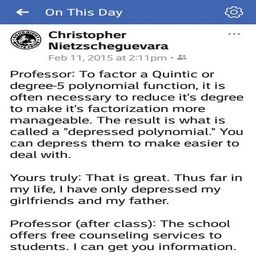 On This Day
Christopher
Nietzscheguevara
Feb 11, 2015 at 2:11pm •
Professor: To factor a Quintic or
degree-5 polynomial function, it is
often necessary to reduce it's degree
to make it's factorization more
manageable. The result is what is
called a "depressed polynomial." You
can depress them to make easier to
deal with.
Yours truly: That is great. Thus far in
my life, I have only depressed my
girlfriends and my father.
Professor (after class): The school
offers free counseling services to
students. I can get you information.